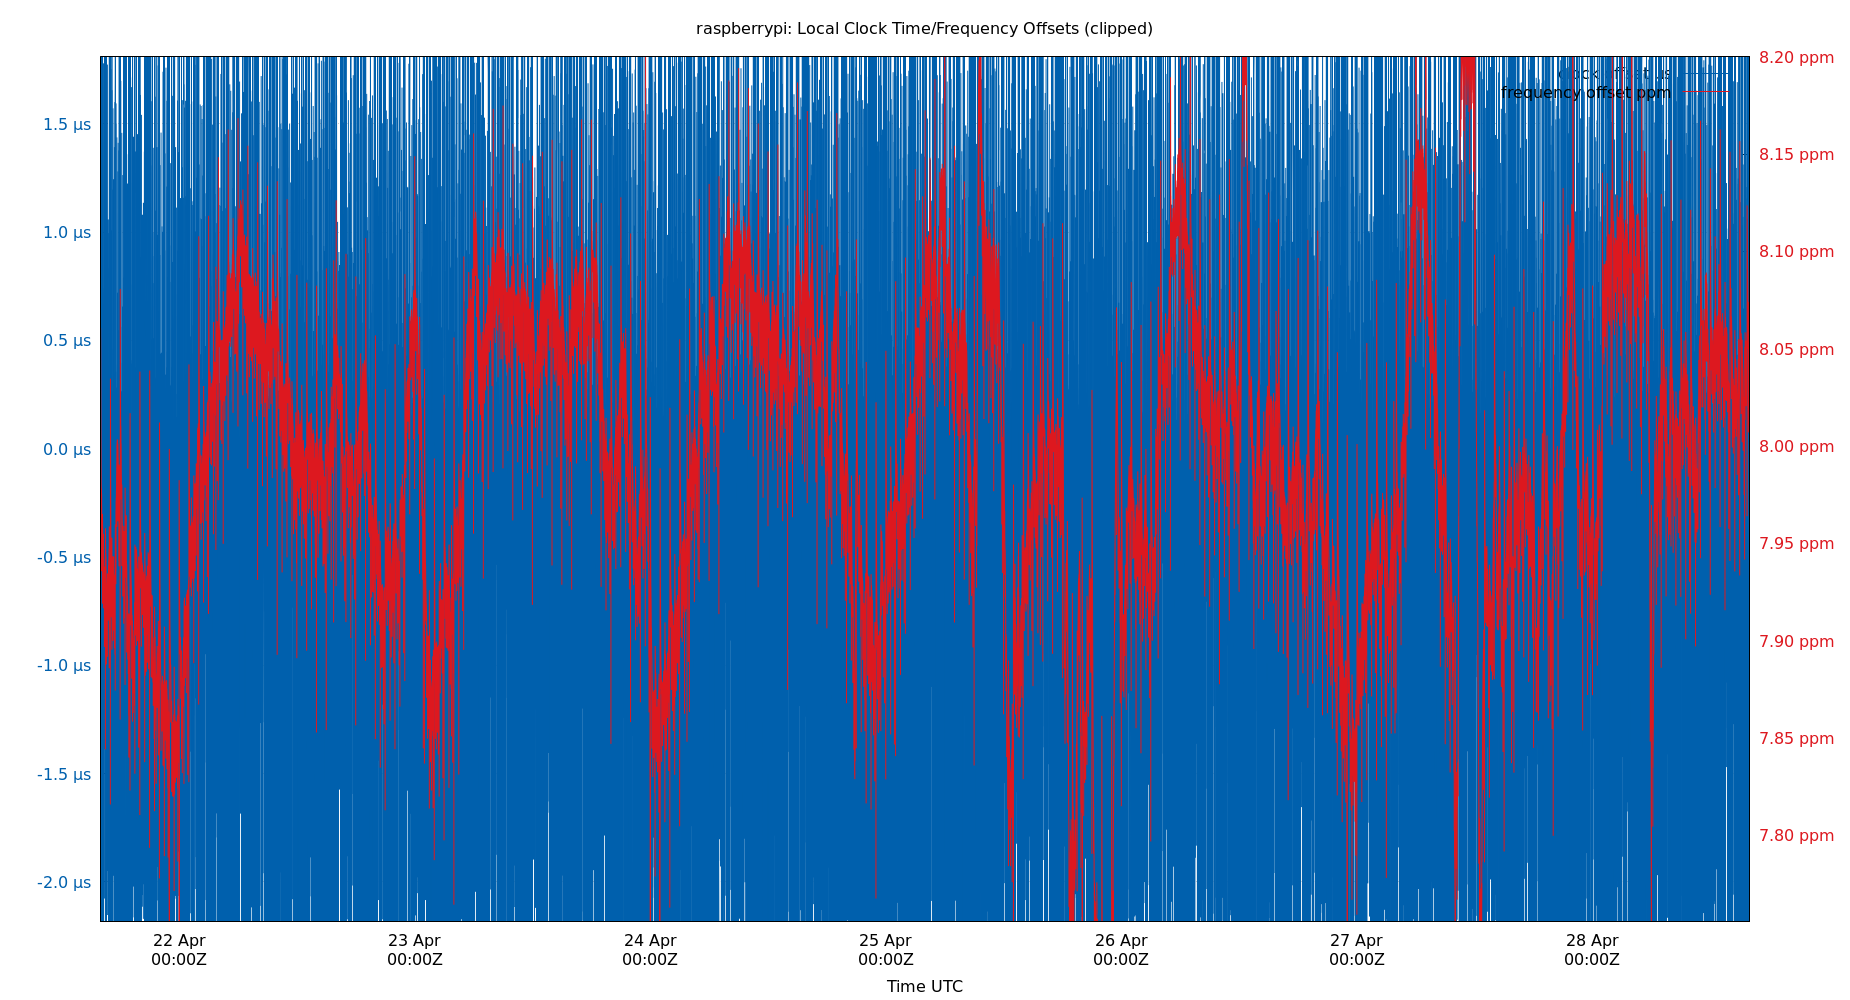 raspberrypi: Local Clock Time/Frequency Offsets (clipped)
8.20 ppm
clock offset µs
frequency offset ppm
1.5 µs
8.15 ppm
1.0 µs
8.10 ppm
0.5 µs
8.05 ppm
0.0 µs
8.00 ppm
-0.5 µs
7.95 ppm
-1.0 µs
7.90 ppm
-1.5 µs
7.85 ppm
-2.0 µs
7.80 ppm
22 Apr 23 Apr 24 Apr 25 Apr 26 Apr 27 Apr 28 Apr
00:00Z 00:00Z 00:00Z 00:00Z 00:00Z 00:00Z 00:00Z
Time UTC